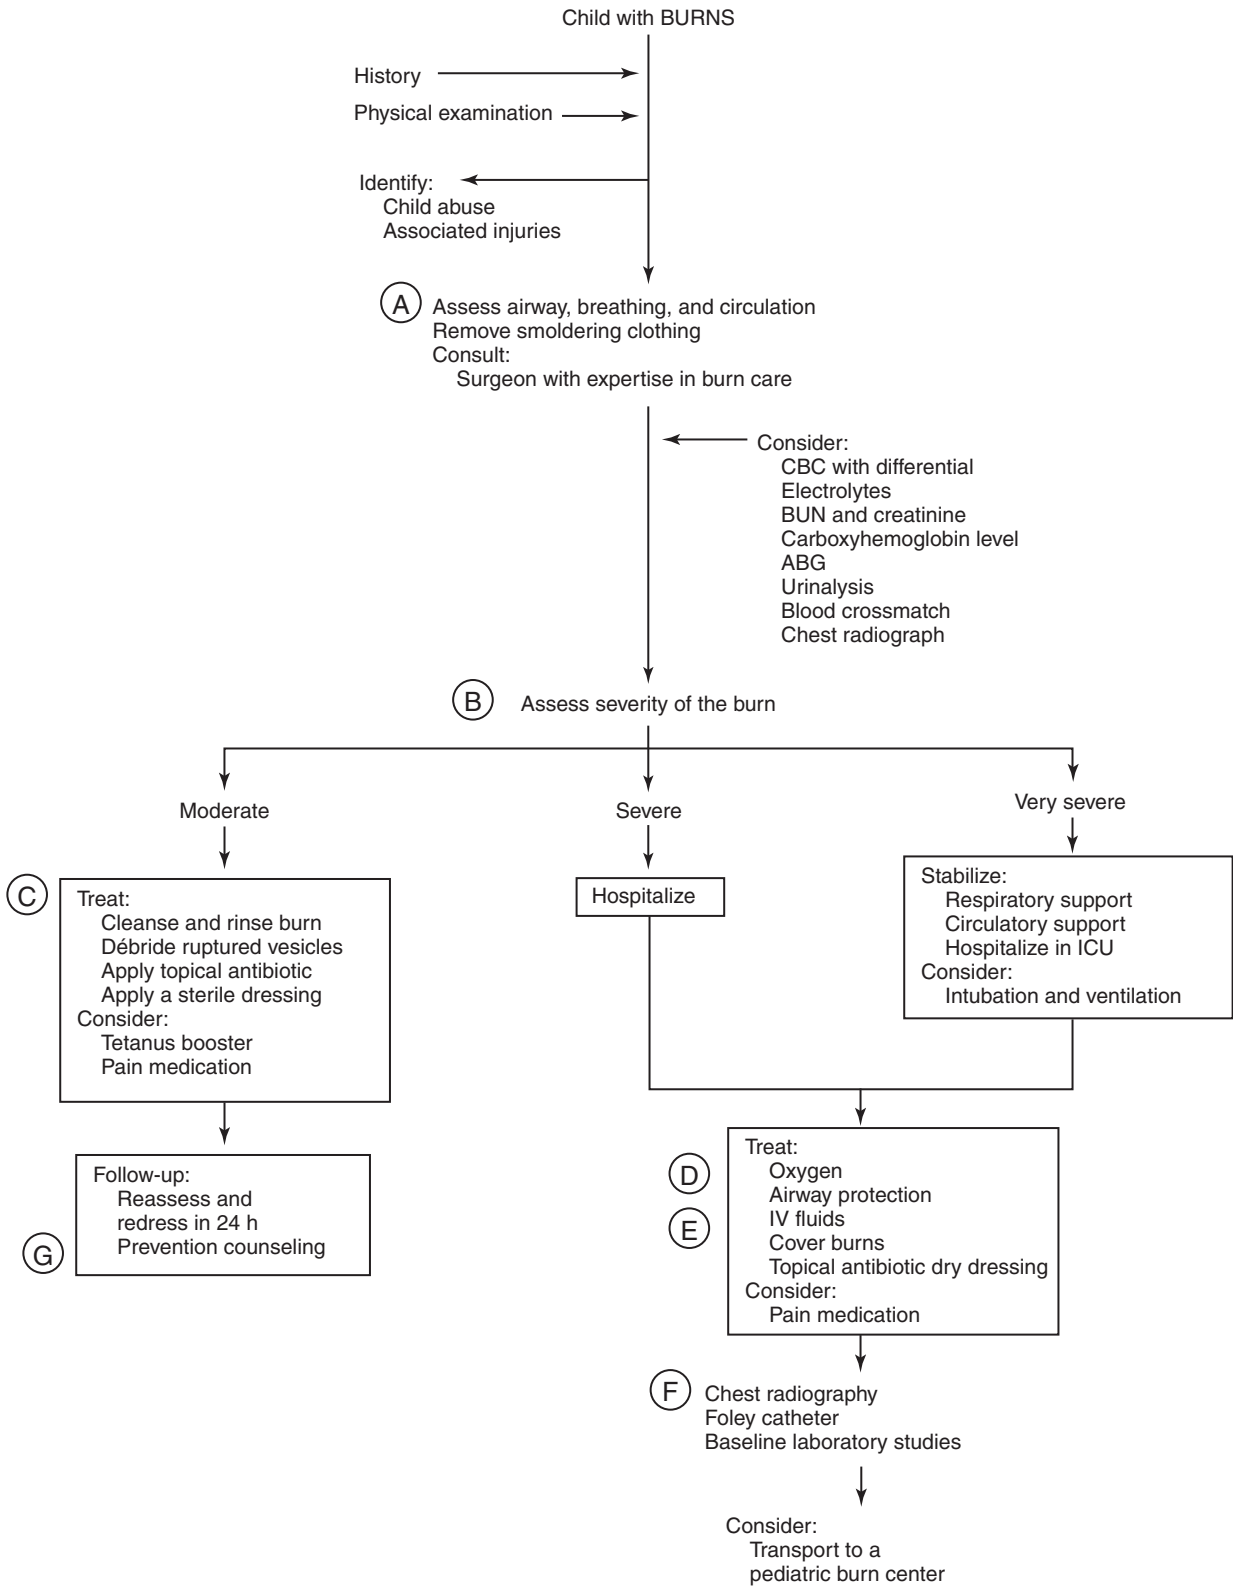 Child with BURNS
History
Physical examination
Identify:
Child abuse
Associated injuries
A
Assess airway, breathing, and circulation
Remove smoldering clothing
Consult:
Surgeon with expertise in burn care
Consider:
CBC with differential
Electrolytes
BUN and creatinine
Carboxyhemoglobin level
ABG
Urinalysis
Blood crossmatch
Chest radiograph
B
Assess severity of the burn
Moderate
Severe
Very severe
C
Treat:
Cleanse and rinse burn
Débride ruptured vesicles
Apply topical antibiotic
Apply a sterile dressing
Consider:
Tetanus booster
Pain medication
Hospitalize
Stabilize:
Respiratory support
Circulatory support
Hospitalize in ICU
Consider:
Intubation and ventilation
Follow-up:
Reassess and
redress in 24 h
Prevention counseling
G
D
E
Treat:
Oxygen
Airway protection
IV fluids
Cover burns
Topical antibiotic dry dressing
Consider:
Pain medication
F
Chest radiography
Foley catheter
Baseline laboratory studies
Consider:
Transport to a
pediatric burn center